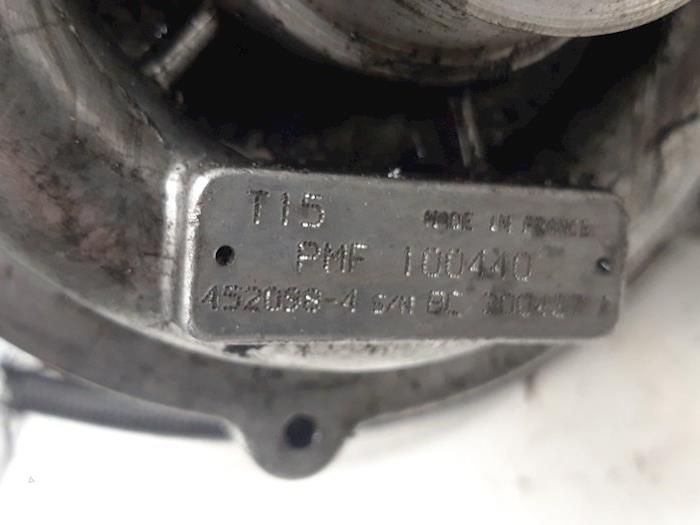 T15 MADE IN FRANCE
PMF 100440
452098-4 S/N BC